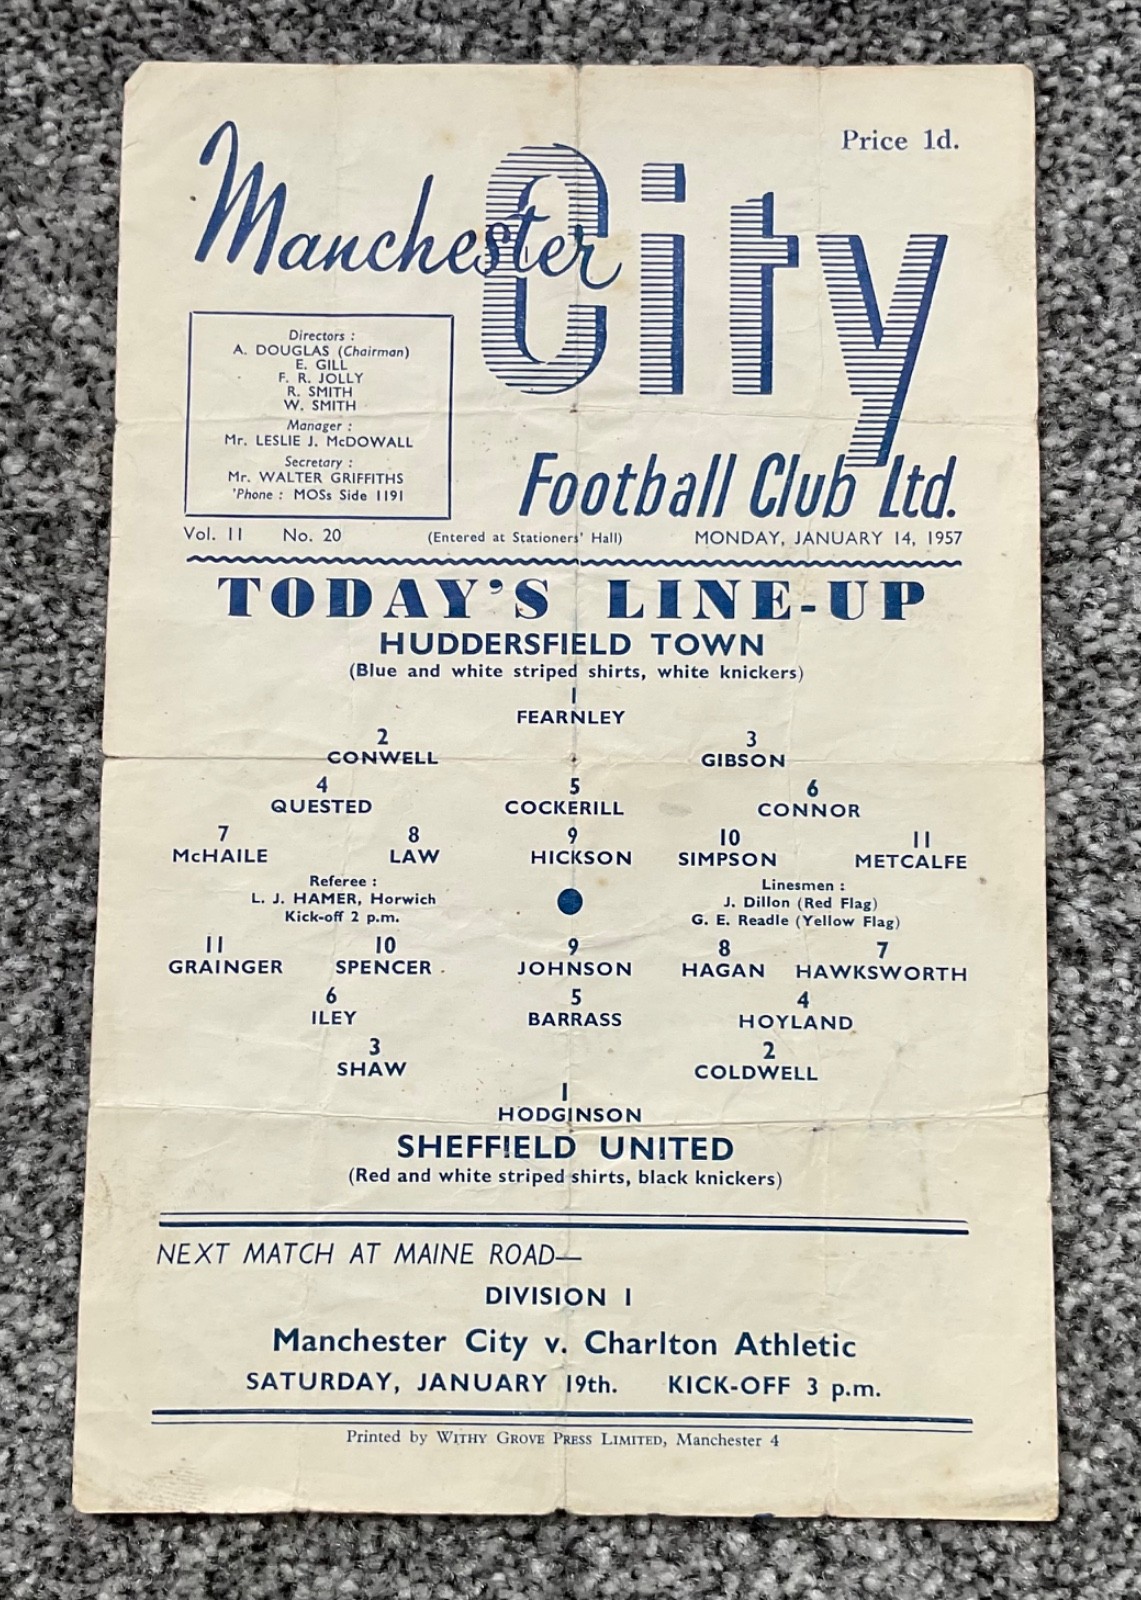 Price 1d.
Manchester City
Football Club Ltd.
Directors :
A. DOUGLAS (Chairman)
E. GILL
F. R. JOLLY
R. SMITH
W. SMITH
Manager :
Mr. LESLIE J. McDOWALL
Secretary :
Mr. WALTER GRIFFITHS
'Phone : MOSs Side 1191
Vol. 11 No. 20 (Entered at Stationers' Hall) MONDAY, JANUARY 14, 1957
TODAY'S LINE-UP
HUDDERSFIELD TOWN
(Blue and white striped shirts, white knickers)
1
FEARNLEY
2 3
CONWELL GIBSON
4 5 6
QUESTED COCKERILL CONNOR
7 8 9 10 11
McHAILE LAW HICKSON SIMPSON METCALFE
Referee :
L. J. HAMER, Horwich
Kick-off 2 p.m.
Linesmen :
J. Dillon (Red Flag)
G. E. Readle (Yellow Flag)
11 10 9 8 7
GRAINGER SPENCER JOHNSON HAGAN HAWKSWORTH
6 5 4
ILEY BARRASS HOYLAND
3 2
SHAW COLDWELL
1
HODGINSON
SHEFFIELD UNITED
(Red and white striped shirts, black knickers)
NEXT MATCH AT MAINE ROAD—
DIVISION 1
Manchester City v. Charlton Athletic
SATURDAY, JANUARY 19th. KICK-OFF 3 p.m.
Printed by WITHY GROVE PRESS LIMITED, Manchester 4